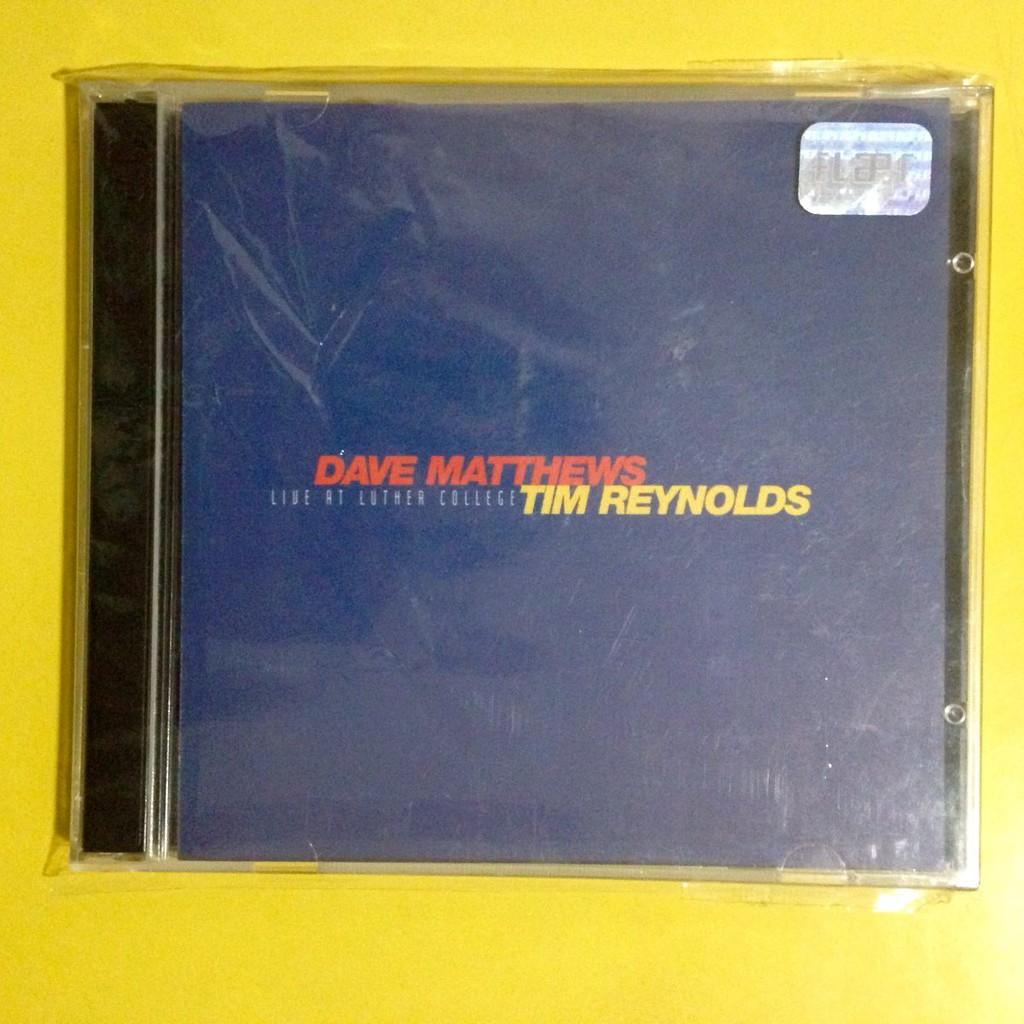 DAVE MATTHEWS
LIVE AT LUTHER COLLEGE TIM REYNOLDS